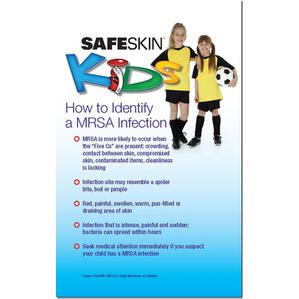 SAFESKIN®
KiDS
How to Identify
a MRSA Infection
MRSA is more likely to occur when
the "Five Cs" are present; crowding,
contact between skin, compromised
skin, contaminated items, cleanliness
is lacking
Infection site may resemble a spider
bite, boil or pimple
Red, painful, swollen, warm, pus-filled or
draining area of skin
Infection that is intense, painful and sudden;
bacteria can spread within hours
Seek medical attention immediately if you suspect
your child has a MRSA infection